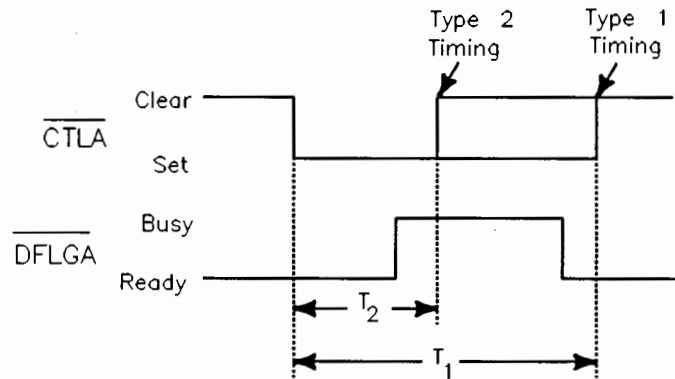 Type 2
Timing
Type 1
Timing
Clear
CTLA
Set
Busy
DFLGA
Ready
T2
T1